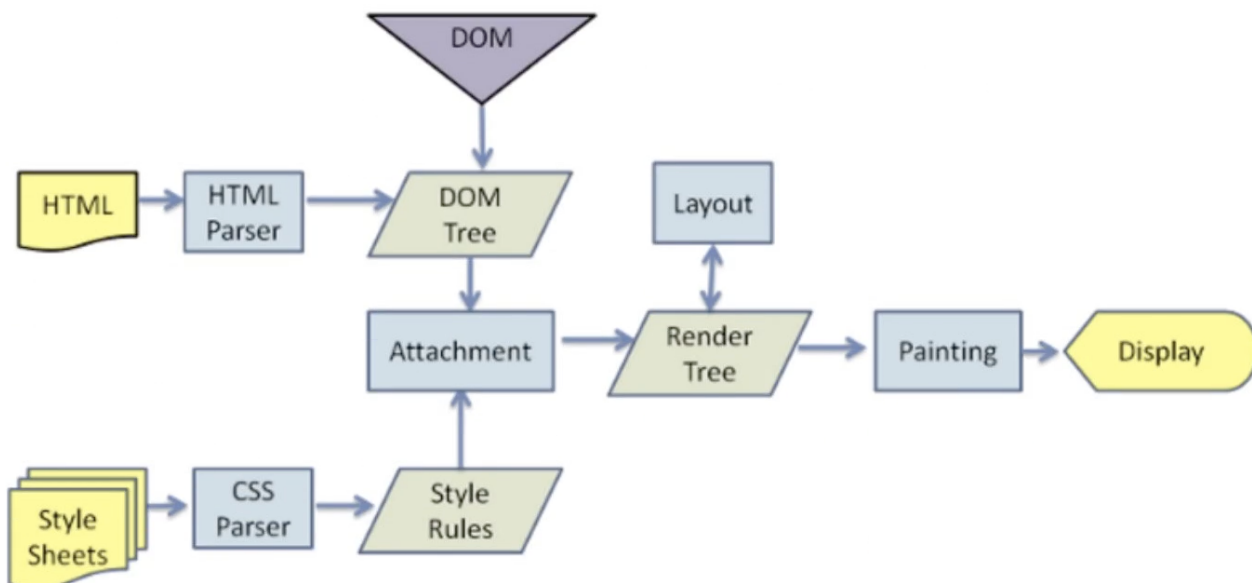 DOM
HTML
HTML
Parser
DOM
Tree
Layout
Attachment
Render
Tree
Painting
Display
Style
Sheets
CSS
Parser
Style
Rules